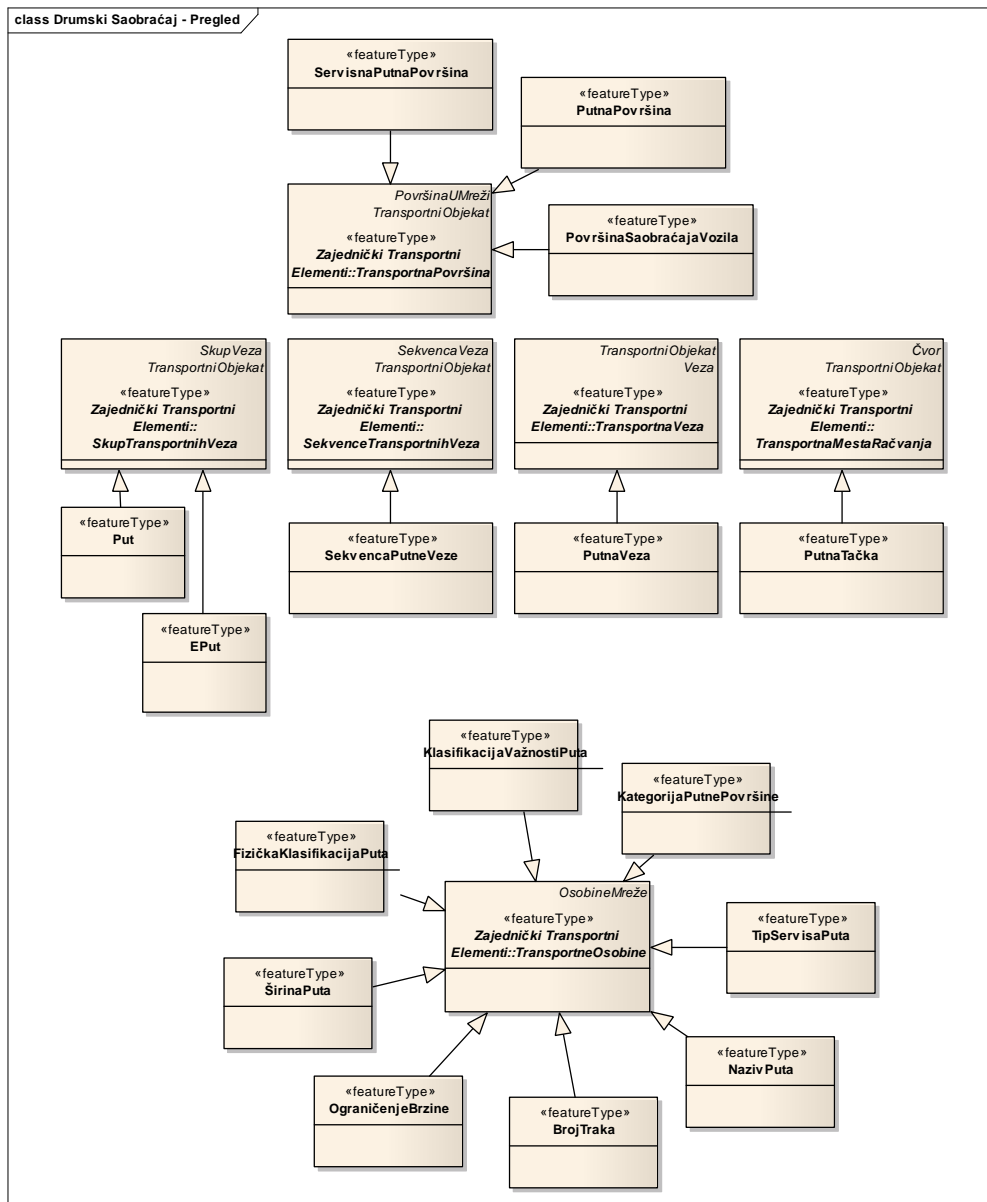 class Drumski Saobraćaj - Pregled
«featureType»
ServisnaPutnaPovršina
«featureType»
PutnaPovršina
PovršinaUMreži
TransportniObjekat
«featureType»
Zajednički Transportni
Elementi::TransportnaPovršina
«featureType»
PovršinaSaobraćajaVozila
SkupVeza
TransportniObjekat
«featureType»
Zajednički Transportni
Elementi::
SkupTransportnihVeza
SekvencaVeza
TransportniObjekat
«featureType»
Zajednički Transportni
Elementi::
SekvenceTransportnihVeza
TransportniObjekat
Veza
«featureType»
Zajednički Transportni
Elementi::TransportnaVeza
Čvor
TransportniObjekat
«featureType»
Zajednički Transportni
Elementi::
TransportnaMestaRačvanja
«featureType»
Put
«featureType»
SekvencaPutneVeze
«featureType»
PutnaVeza
«featureType»
PutnaTačka
«featureType»
EPut
«featureType»
KlasifikacijaVažnostiPuta
«featureType»
KategorijaPutnePovršine
«featureType»
FizičkaKlasifikacijaPuta
OsobineMreže
«featureType»
Zajednički Transportni
Elementi::TransportneOsobine
«featureType»
TipServisaPuta
«featureType»
ŠirinaPuta
«featureType»
NazivPuta
«featureType»
OgraničenjeBrzine
«featureType»
BrojTraka